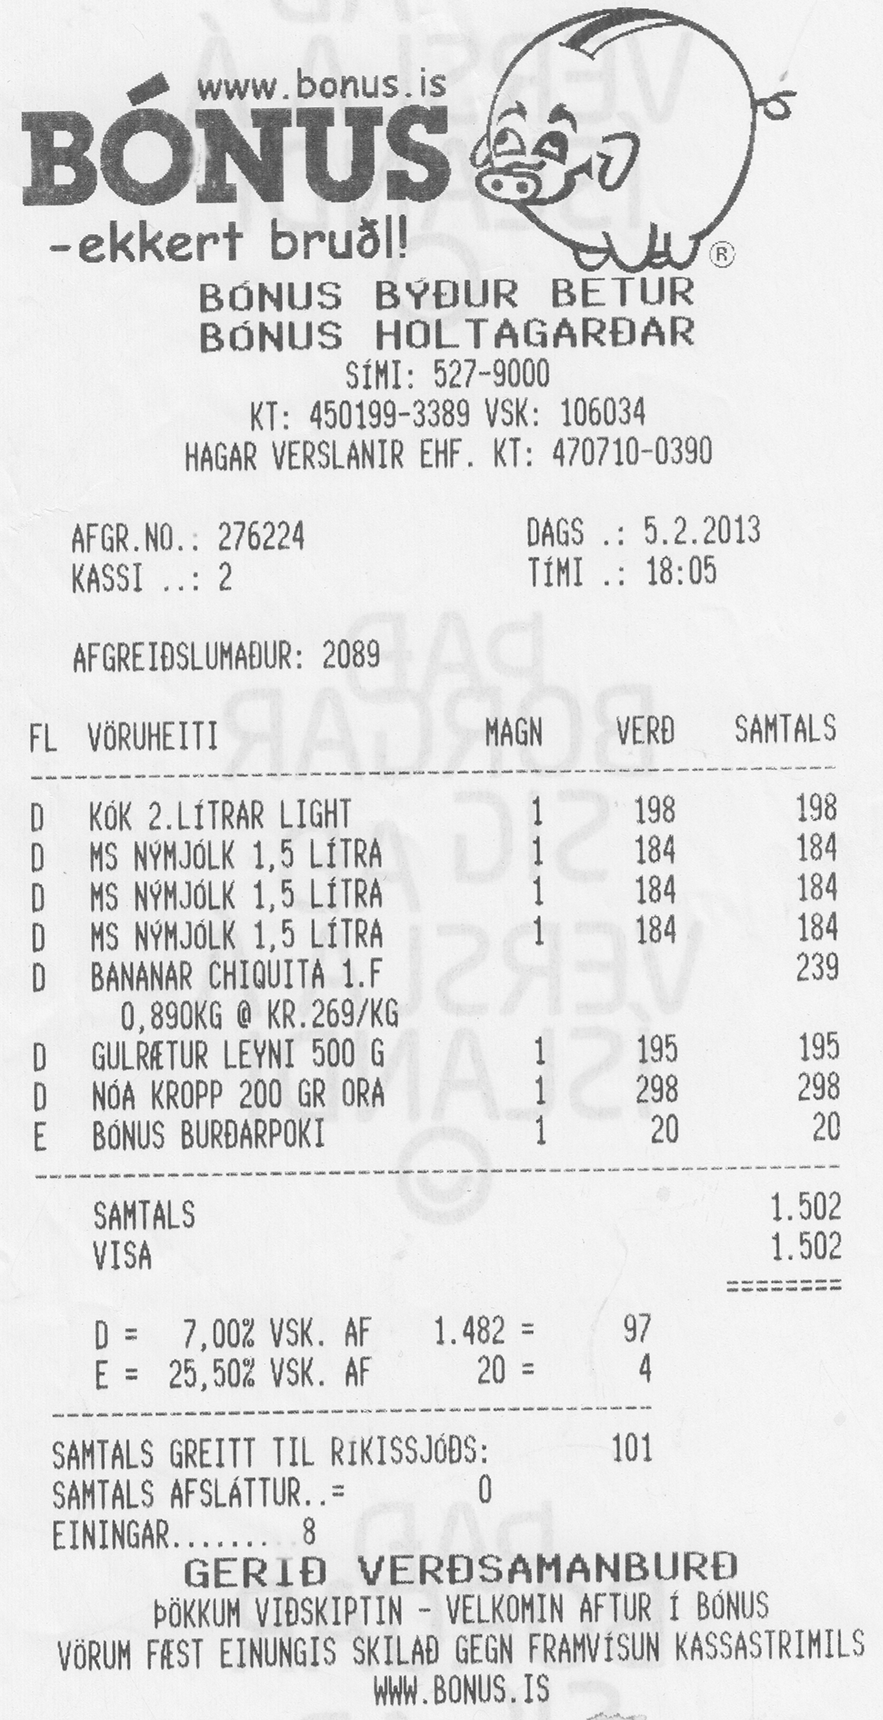 www.bonus.is
BÓNUS
-ekkert bruðl!
®
BÓNUS BÝÐUR BETUR
BÓNUS HOLTAGARÐAR
SÍMI: 527-9000
KT: 450199-3389 VSK: 106034
HAGAR VERSLANIR EHF. KT: 470710-0390
AFGR.NO.: 276224 DAGS .: 5.2.2013
KASSI ..: 2 TÍMI .: 18:05
AFGREIÐSLUMAÐUR: 2089
FL VÖRUHEITI MAGN VERÐ SAMTALS
D KÓK 2.LÍTRAR LIGHT 1 198 198
D MS NÝMJÓLK 1,5 LÍTRA 1 184 184
D MS NÝMJÓLK 1,5 LÍTRA 1 184 184
D MS NÝMJÓLK 1,5 LÍTRA 1 184 184
D BANANAR CHIQUITA 1.F 239
0,890KG @ KR.269/KG
D GULRÆTUR LEYNI 500 G 1 195 195
D NÓA KROPP 200 GR ORA 1 298 298
E BÓNUS BURÐARPOKI 1 20 20
SAMTALS 1.502
VISA 1.502
========
D = 7,00% VSK. AF 1.482 = 97
E = 25,50% VSK. AF 20 = 4
SAMTALS GREITT TIL RÍKISSJÓÐS: 101
SAMTALS AFSLÁTTUR..= 0
EININGAR....... 8
GERIÐ VERÐSAMANBURÐ
ÞÖKKUM VIÐSKIPTIN - VELKOMIN AFTUR Í BÓNUS
VÖRUM FÆST EINUNGIS SKILAÐ GEGN FRAMVÍSUN KASSASTRIMILS
WWW.BONUS.IS